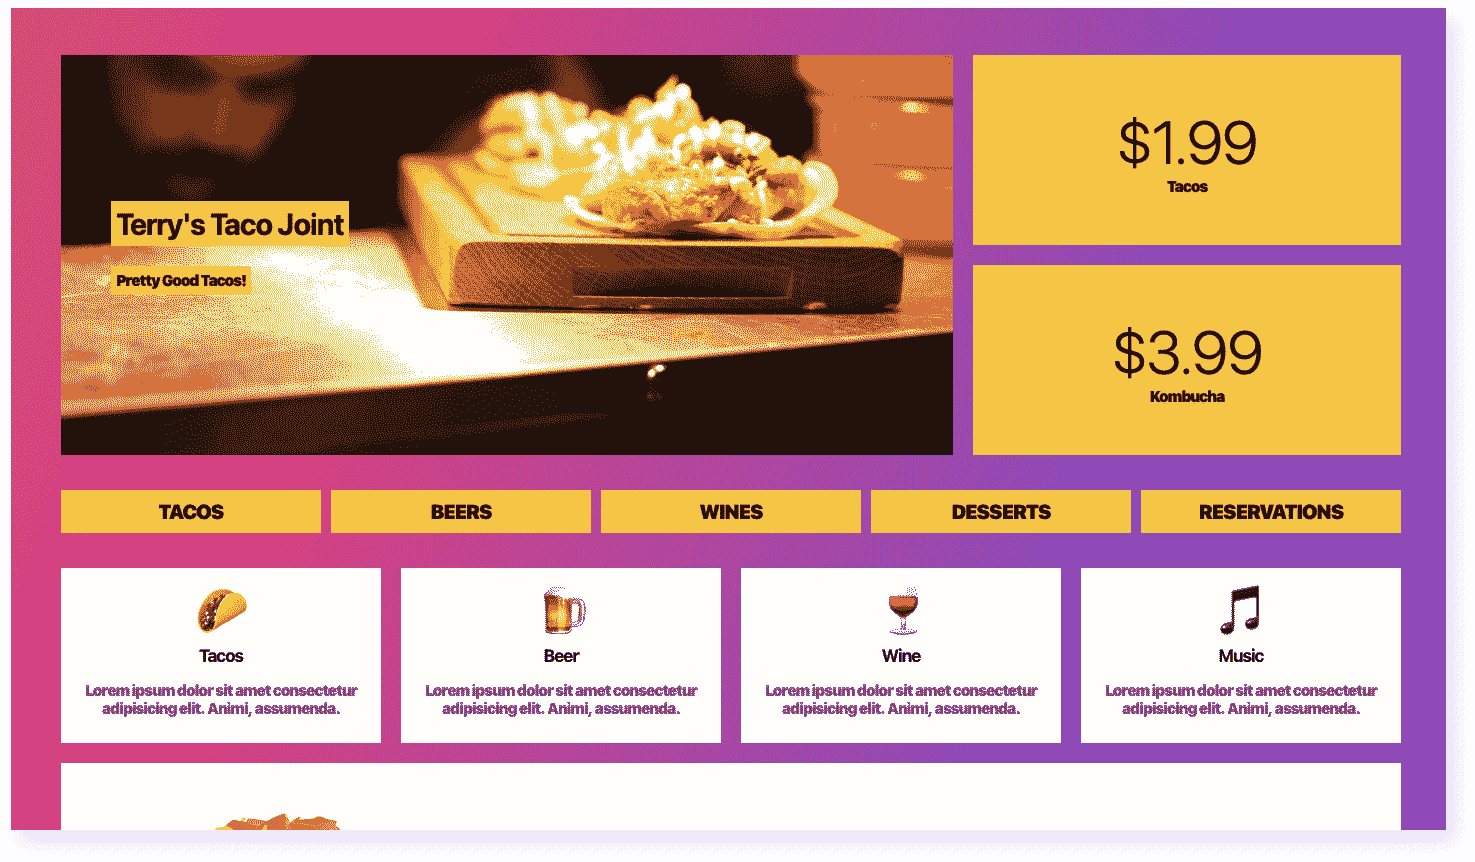 Terry's Taco Joint
Pretty Good Tacos!
$1.99
Tacos
$3.99
Kombucha
TACOS
BEERS
WINES
DESSERTS
RESERVATIONS
Tacos
Lorem ipsum dolor sit amet consectetur
adipisicing elit. Animi, assumenda.
Beer
Lorem ipsum dolor sit amet consectetur
adipisicing elit. Animi, assumenda.
Wine
Lorem ipsum dolor sit amet consectetur
adipisicing elit. Animi, assumenda.
Music
Lorem ipsum dolor sit amet consectetur
adipisicing elit. Animi, assumenda.